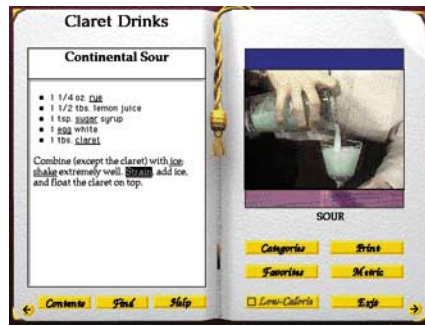 Claret Drinks
Continental Sour
• 1 1/4 oz. rye
• 1 1/2 tbs. lemon juice
• 1 tsp. sugar syrup
• 1 egg white
• 1 tbs. claret
Combine (except the claret) with ice;
shake extremely well. Strain, add ice,
and float the claret on top.
Contents
Find
Help
SOUR
Categories
Print
Favorites
Metric
Low-Calorie
Exit